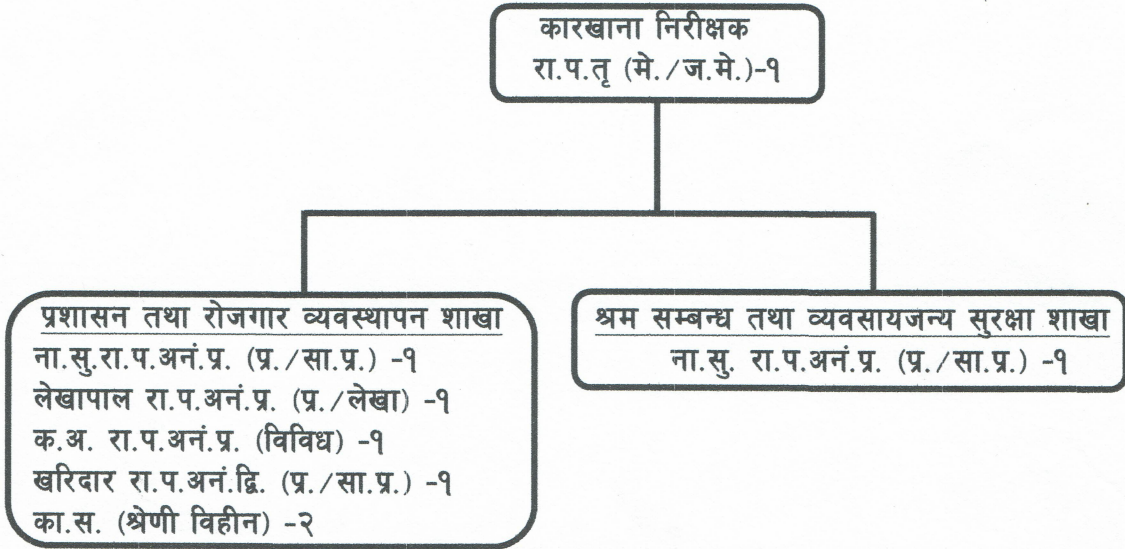 कारखाना निरीक्षक
रा.प.तृ (मे./ज.मे.)-१
प्रशासन तथा रोजगार व्यवस्थापन शाखा
ना.सु.रा.प.अनं.प्र. (प्र./सा.प्र.) -१
लेखापाल रा.प.अनं.प्र. (प्र./लेखा) -१
क.अ. रा.प.अनं.प्र. (विविध) -१
खरिदार रा.प.अनं.द्वि. (प्र./सा.प्र.) -१
का.स. (श्रेणी विहीन) -२
श्रम सम्बन्ध तथा व्यवसायजन्य सुरक्षा शाखा
ना.सु. रा.प.अनं.प्र. (प्र./सा.प्र.) -१